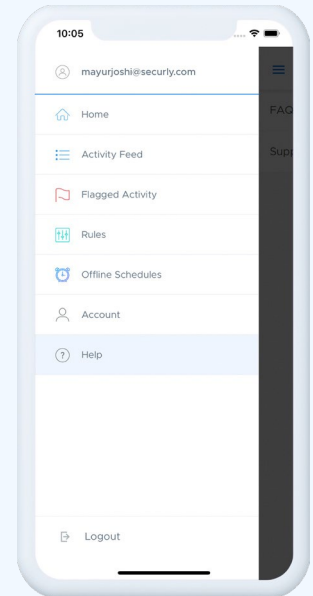 10:05
mayurjoshi@securly.com
Home
FAQ
Activity Feed
Supp
Flagged Activity
Rules
Offline Schedules
Account
Help
Logout